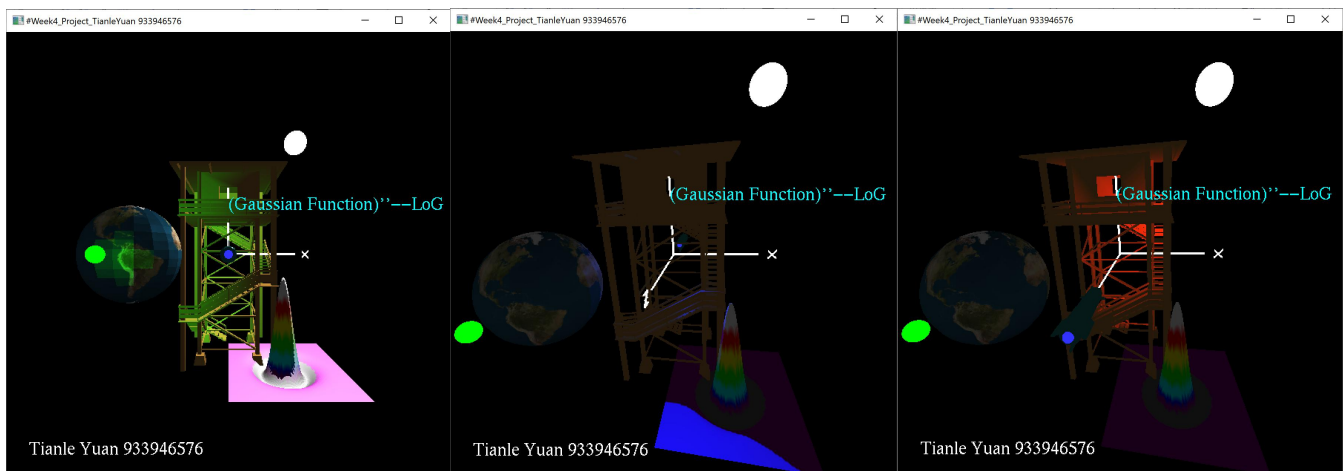 #Week4_Project_TianleYuan 933946576
(Gaussian Function)’’−−LoG
X
Tianle Yuan 933946576
#Week4_Project_TianleYuan 933946576
(Gaussian Function)’’−−LoG
X
Z
Tianle Yuan 933946576
#Week4_Project_TianleYuan 933946576
(Gaussian Function)’’−−LoG
X
Tianle Yuan 933946576